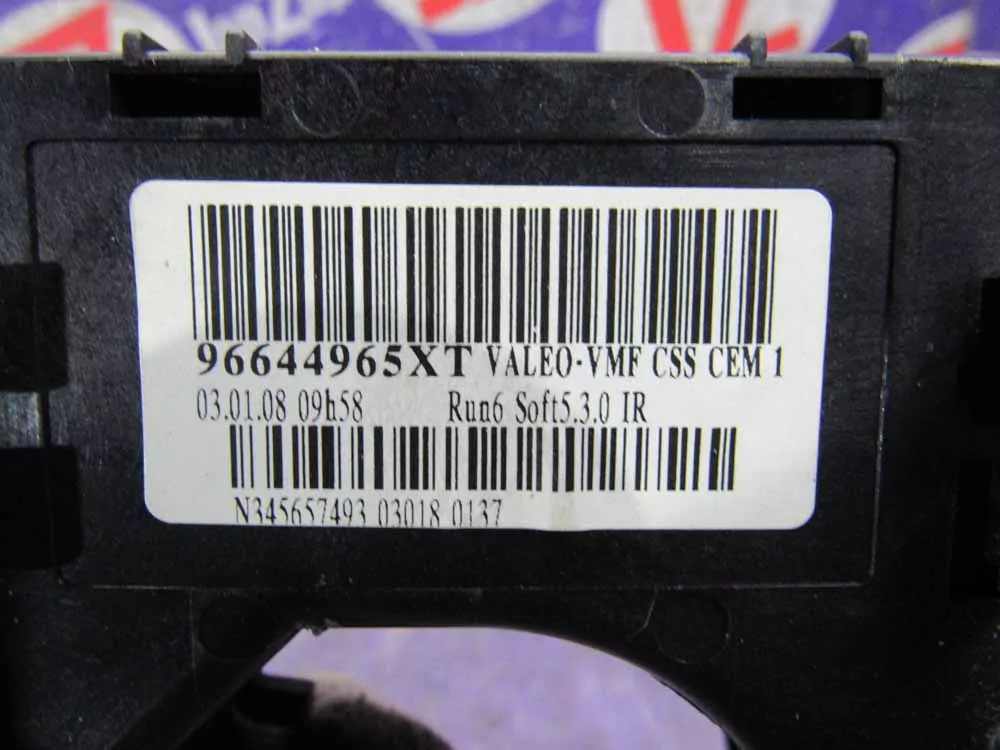 96644965XT VALEO-VMF CSS CEM 1
03.01.08 09h58 Run6 Soft5.3.0 IR
N345657493 03018 0137